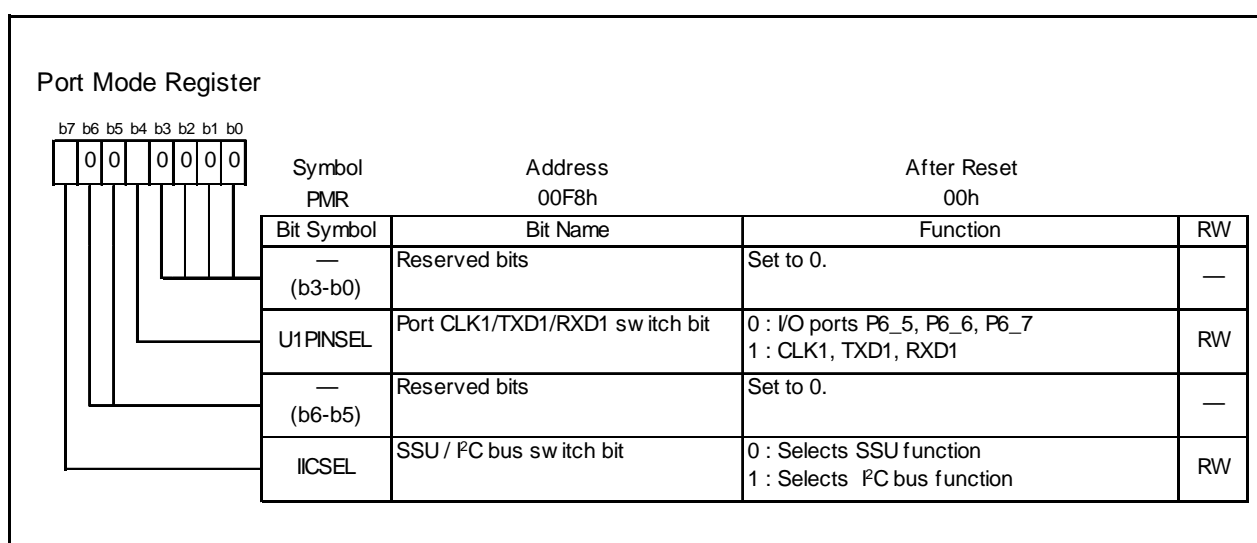 Port Mode Register
b7 b6 b5 b4 b3 b2 b1 b0
0 0 0 0 0 0
Symbol Address After Reset
PMR 00F8h 00h
Bit Symbol Bit Name Function RW
— Reserved bits Set to 0. —
(b3-b0)
U1PINSEL Port CLK1/TXD1/RXD1 switch bit 0 : I/O ports P6_5, P6_6, P6_7 RW
1 : CLK1, TXD1, RXD1
— Reserved bits Set to 0. —
(b6-b5)
IICSEL SSU / I²C bus switch bit 0 : Selects SSU function RW
1 : Selects I²C bus function